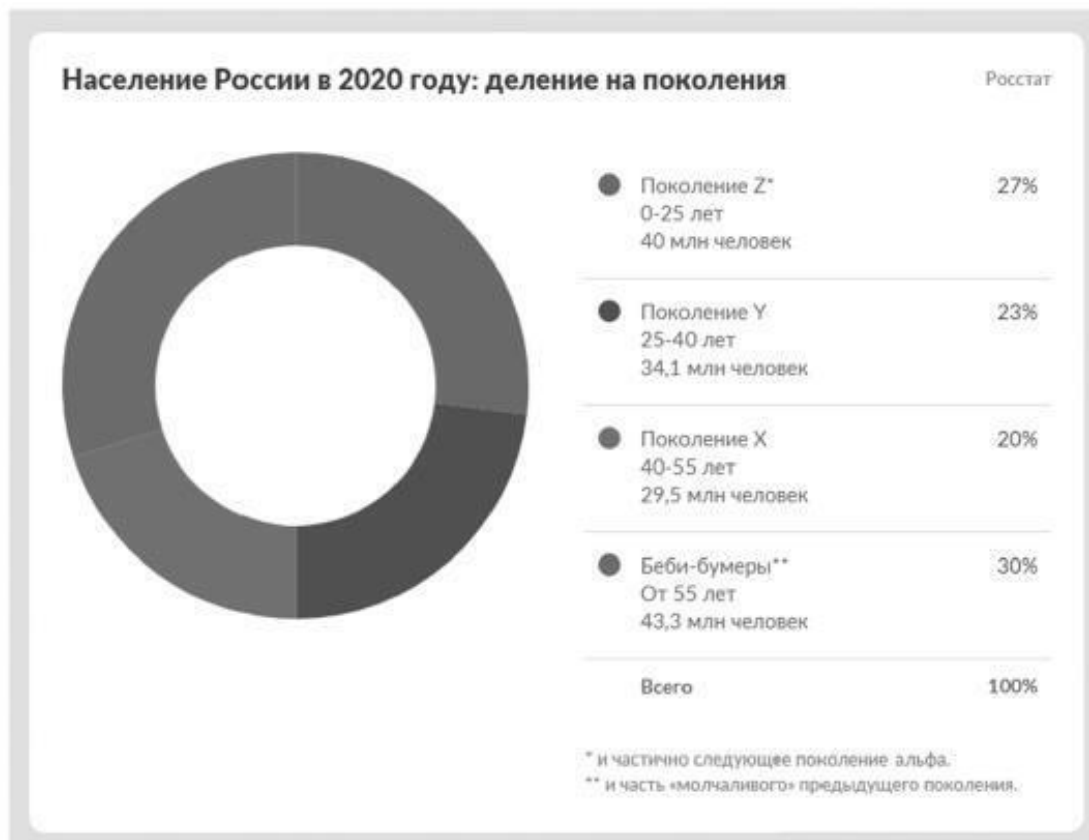 Население России в 2020 году: деление на поколения
Росстат
Поколение Z*
27%
0-25 лет
40 млн человек
Поколение Y
23%
25-40 лет
34,1 млн человек
Поколение X
20%
40-55 лет
29,5 млн человек
Беби-бумеры**
30%
От 55 лет
43,3 млн человек
Всего
100%
* и частично следующее поколение альфа.
** и часть «молчаливого» предыдущего поколения.